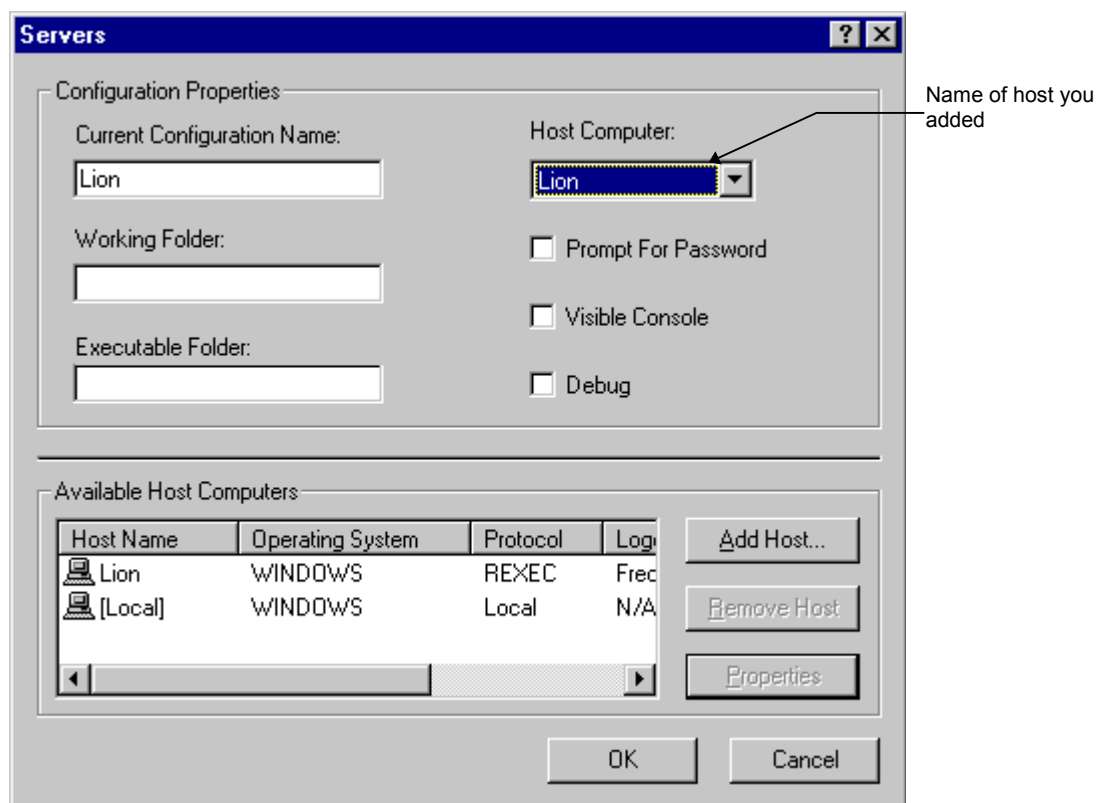 Servers
Configuration Properties
Name of host you
added
Current Configuration Name:
Host Computer:
Lion
Lion
Working Folder:
Prompt For Password
Visible Console
Executable Folder:
Debug
Available Host Computers
Host Name Operating System Protocol Log
Lion WINDOWS REXEC Fred
[Local] WINDOWS Local N/A
Add Host...
Remove Host
Properties
OK Cancel